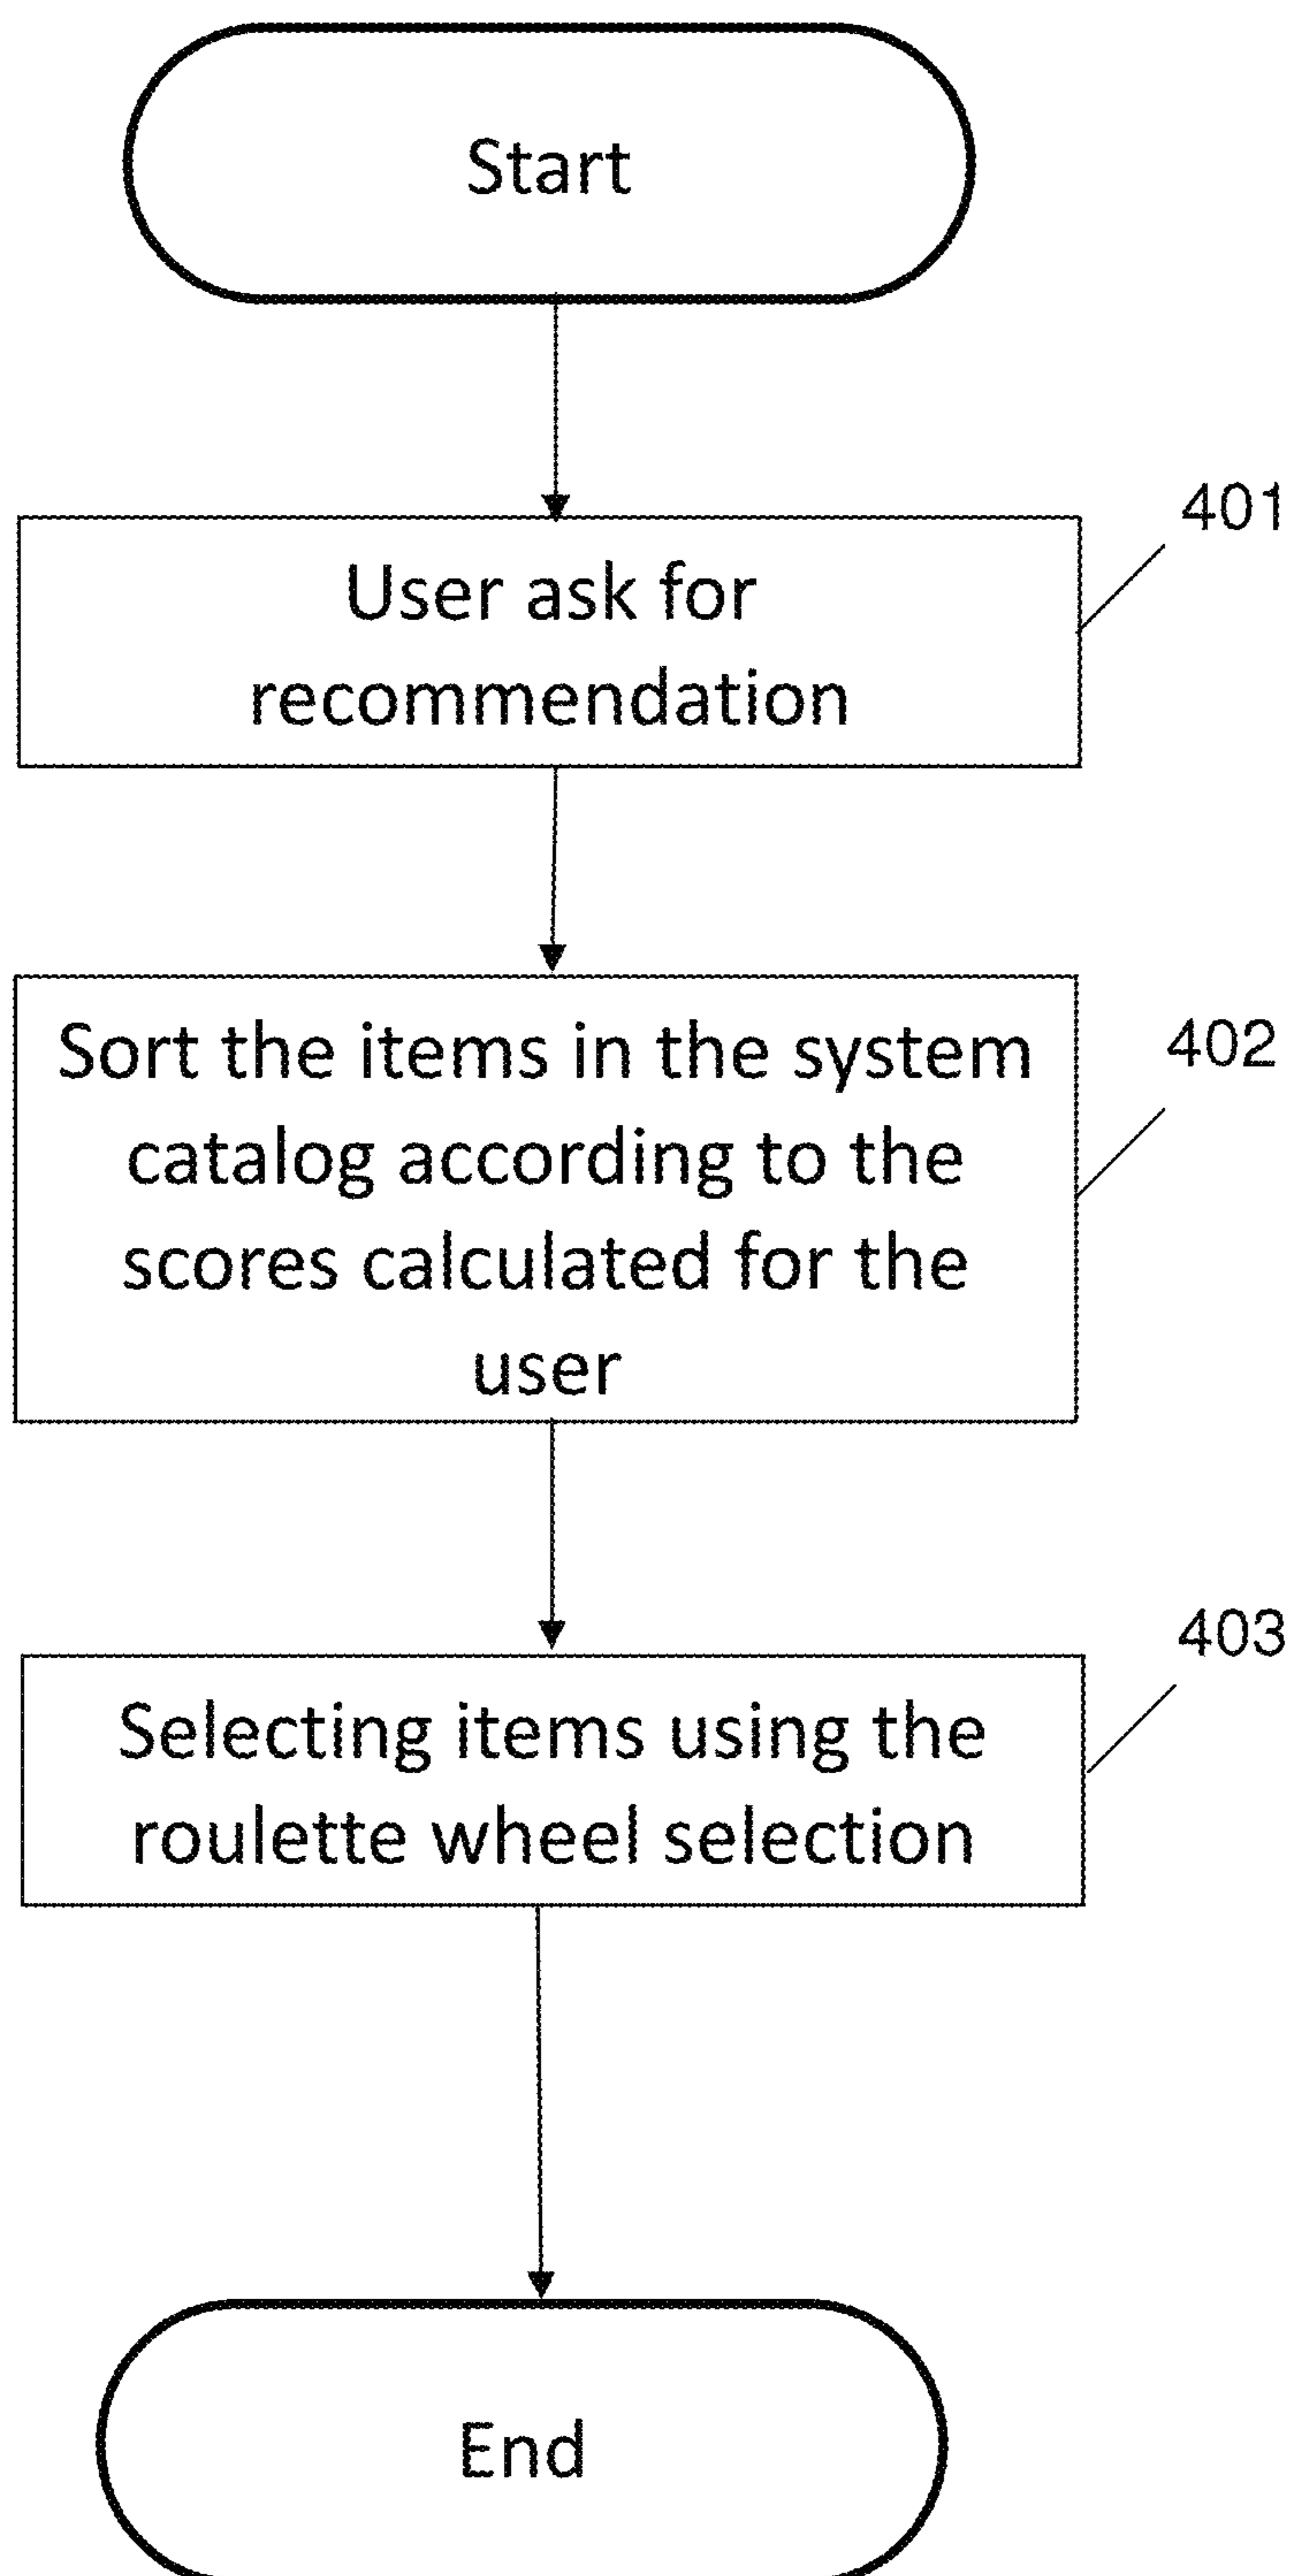 Start
401
User ask for
recommendation
402
Sort the items in the system
catalog according to the
scores calculated for the
user
403
Selecting items using the
roulette wheel selection
End